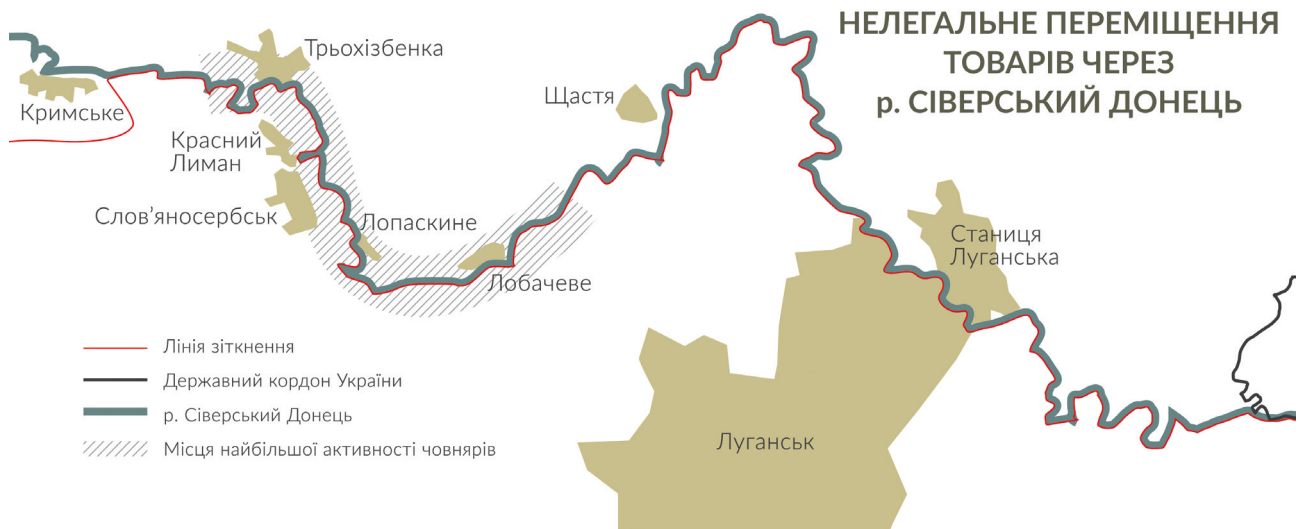 НЕЛЕГАЛЬНЕ ПЕРЕМІЩЕННЯ
ТОВАРІВ ЧЕРЕЗ
р. СІВЕРСЬКИЙ ДОНЕЦЬ
Трьохізбенка
Кримське
Щастя
Красний
Лиман
Слов’яносербськ
Лопаскине
Лобачеве
Станиця
Луганська
Луганськ
Лінія зіткнення
Державний кордон України
р. Сіверський Донець
Місця найбільшої активності човнярів